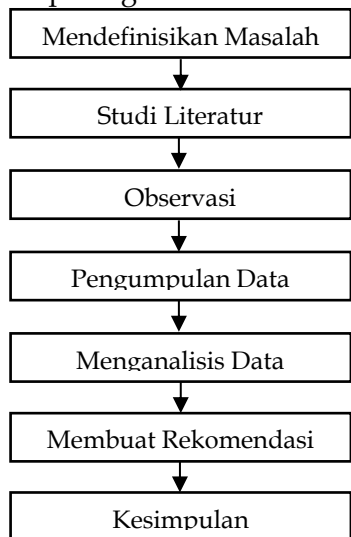 Mendefinisikan Masalah
Studi Literatur
Observasi
Pengumpulan Data
Menganalisis Data
Membuat Rekomendasi
Kesimpulan